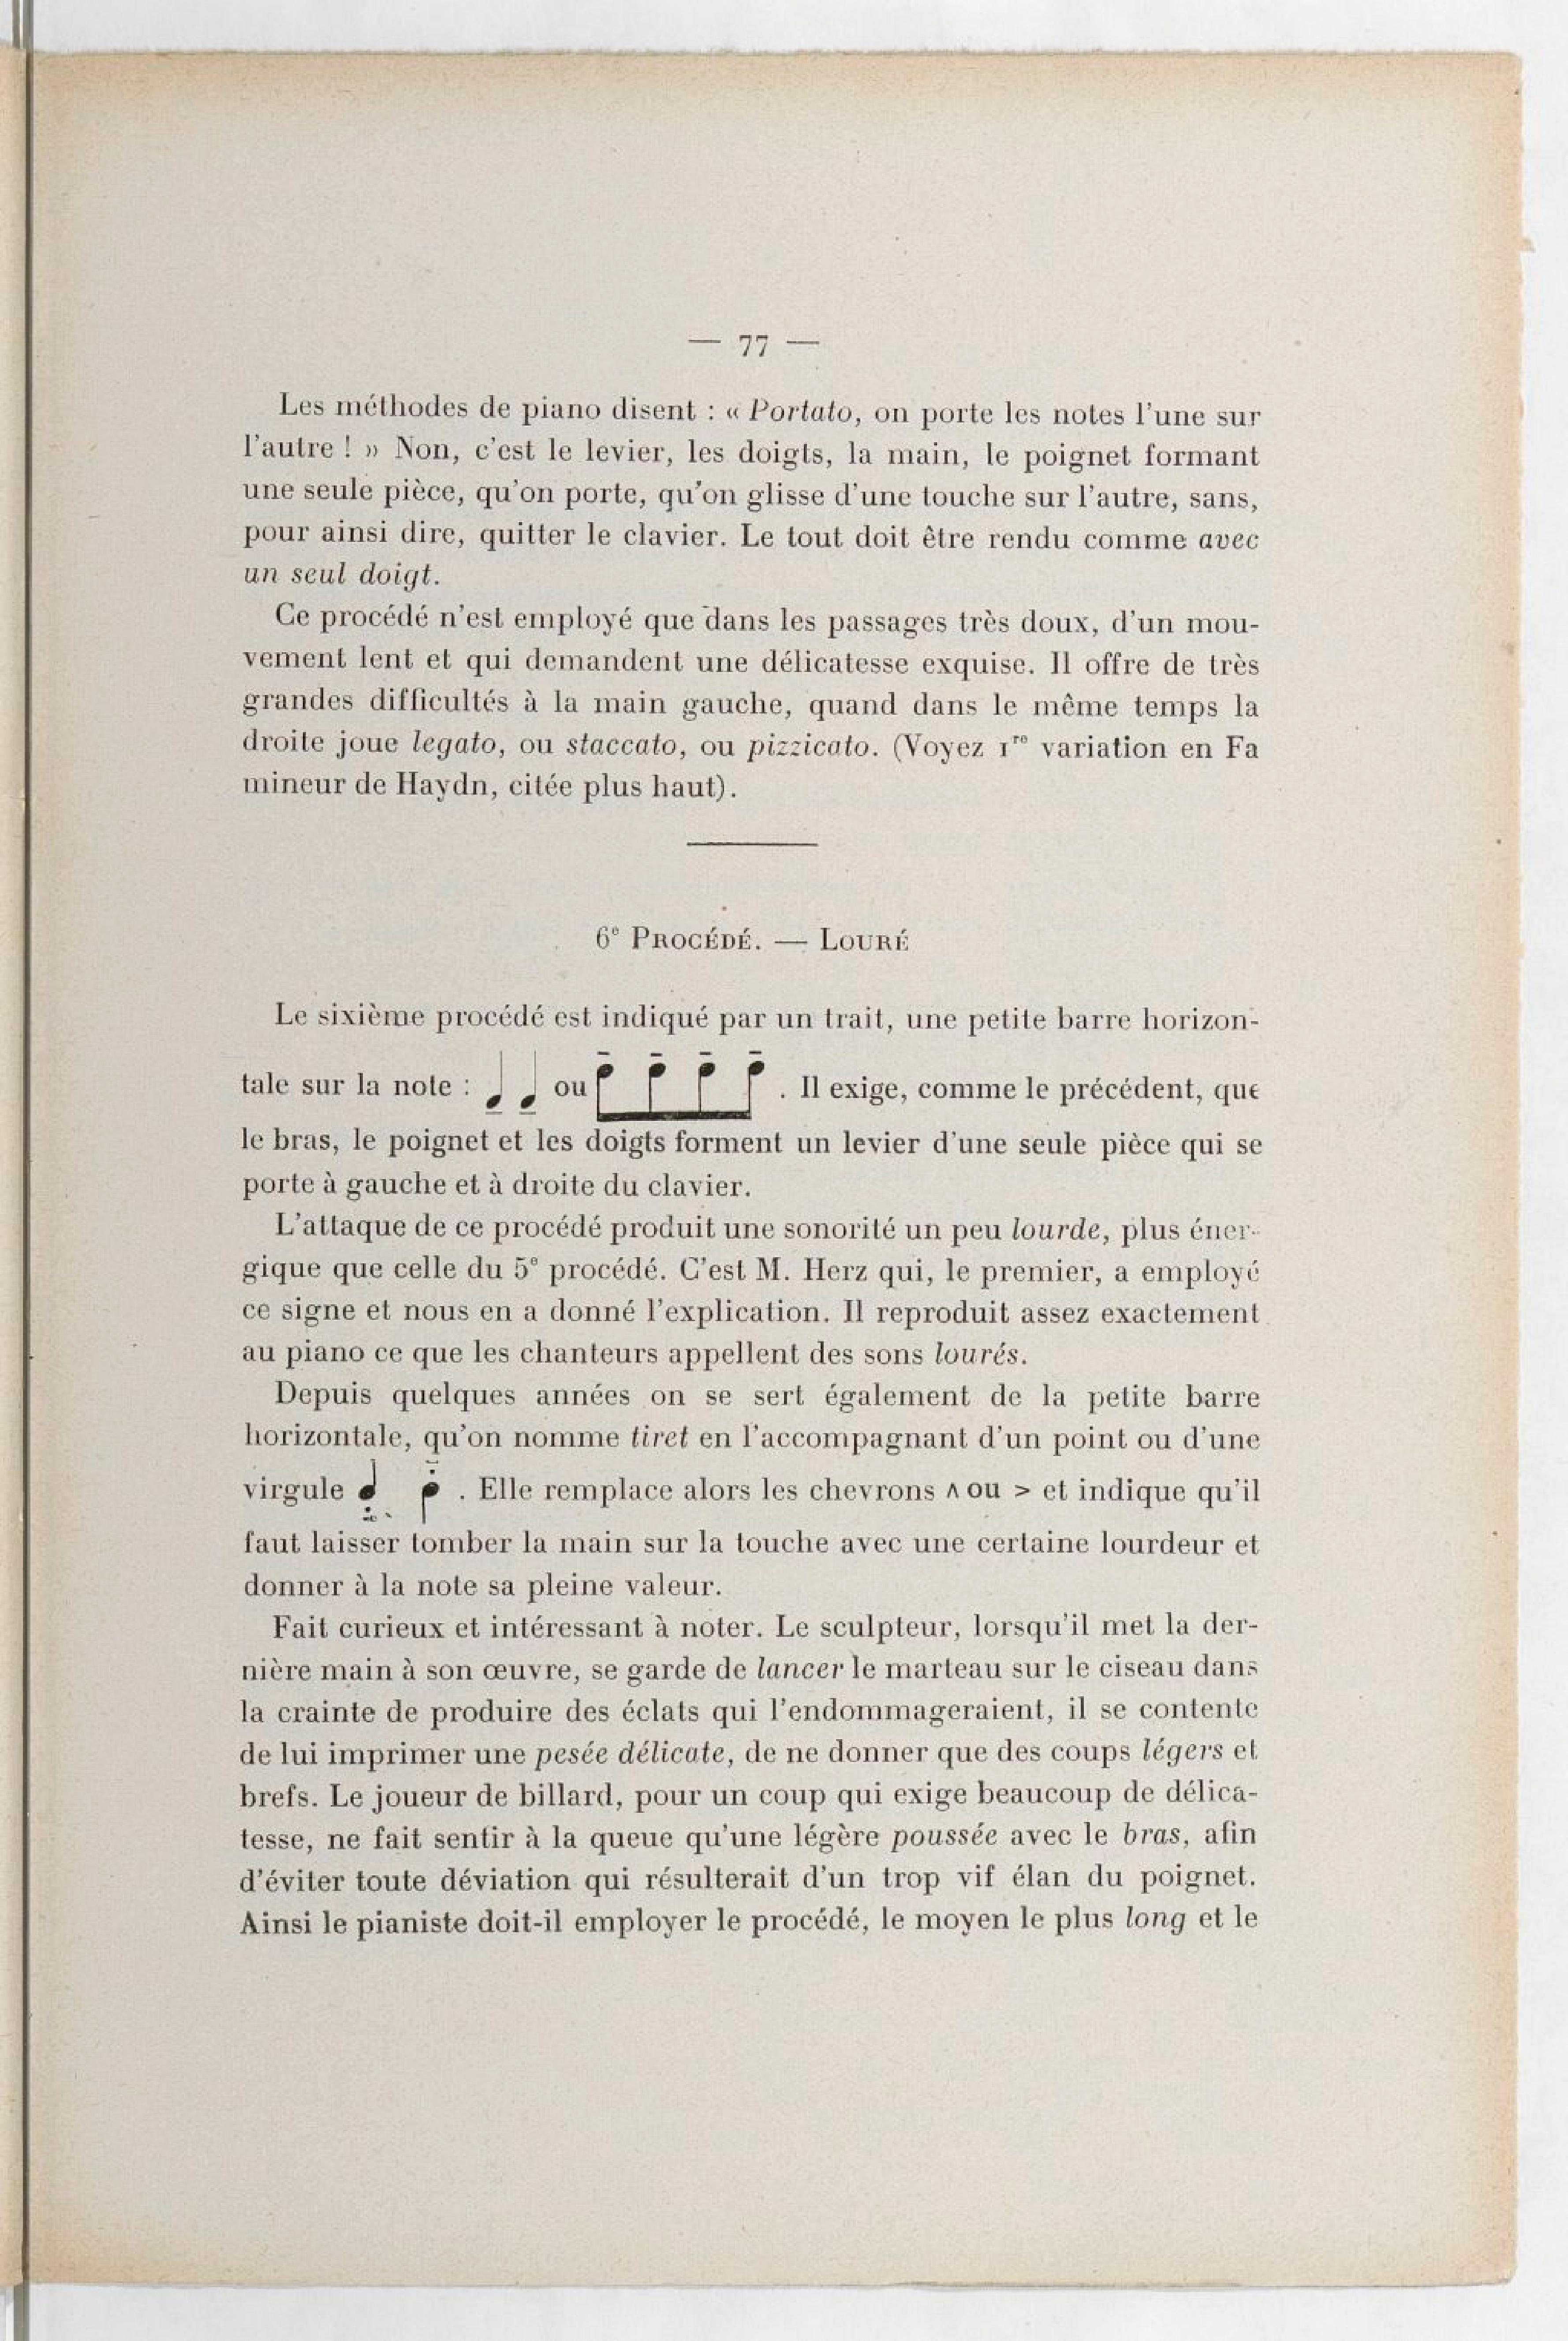 — 77 —
Les méthodes de piano disent : « Portato, on porte les notes l'une sur
l'autre ! » Non, c'est le levier, les doigts, la main, le poignet formant
une seule pièce, qu'on porte, qu'on glisse d'une touche sur l'autre, sans,
pour ainsi dire, quitter le clavier. Le tout doit être rendu comme avec
un seul doigt.
Ce procédé n'est employé que dans les passages très doux, d'un mou-
vement lent et qui demandent une délicatesse exquise. Il offre de très
grandes difficultés à la main gauche, quand dans le même temps la
droite joue legato, ou staccato, ou pizzicato. (Voyez 1re variation en Fa
mineur de Haydn, citée plus haut).
6e PROCÉDÉ. — LOURÉ
Le sixième procédé est indiqué par un trait, une petite barre horizon-
tale sur la note : ou . Il exige, comme le précédent, que
le bras, le poignet et les doigts forment un levier d'une seule pièce qui se
porte à gauche et à droite du clavier.
L'attaque de ce procédé produit une sonorité un peu lourde, plus éner-
gique que celle du 5e procédé. C'est M. Herz qui, le premier, a employé
ce signe et nous en a donné l'explication. Il reproduit assez exactement
au piano ce que les chanteurs appellent des sons lourés.
Depuis quelques années on se sert également de la petite barre
horizontale, qu'on nomme tiret en l'accompagnant d'un point ou d'une
virgule . Elle remplace alors les chevrons ʌ ou > et indique qu'il
faut laisser tomber la main sur la touche avec une certaine lourdeur et
donner à la note sa pleine valeur.
Fait curieux et intéressant à noter. Le sculpteur, lorsqu'il met la der-
nière main à son œuvre, se garde de lancer le marteau sur le ciseau dans
la crainte de produire des éclats qui l'endommageraient, il se contente
de lui imprimer une pesée délicate, de ne donner que des coups légers et
brefs. Le joueur de billard, pour un coup qui exige beaucoup de délica-
tesse, ne fait sentir à la queue qu'une légère poussée avec le bras, afin
d'éviter toute déviation qui résulterait d'un trop vif élan du poignet.
Ainsi le pianiste doit-il employer le procédé, le moyen le plus long et le